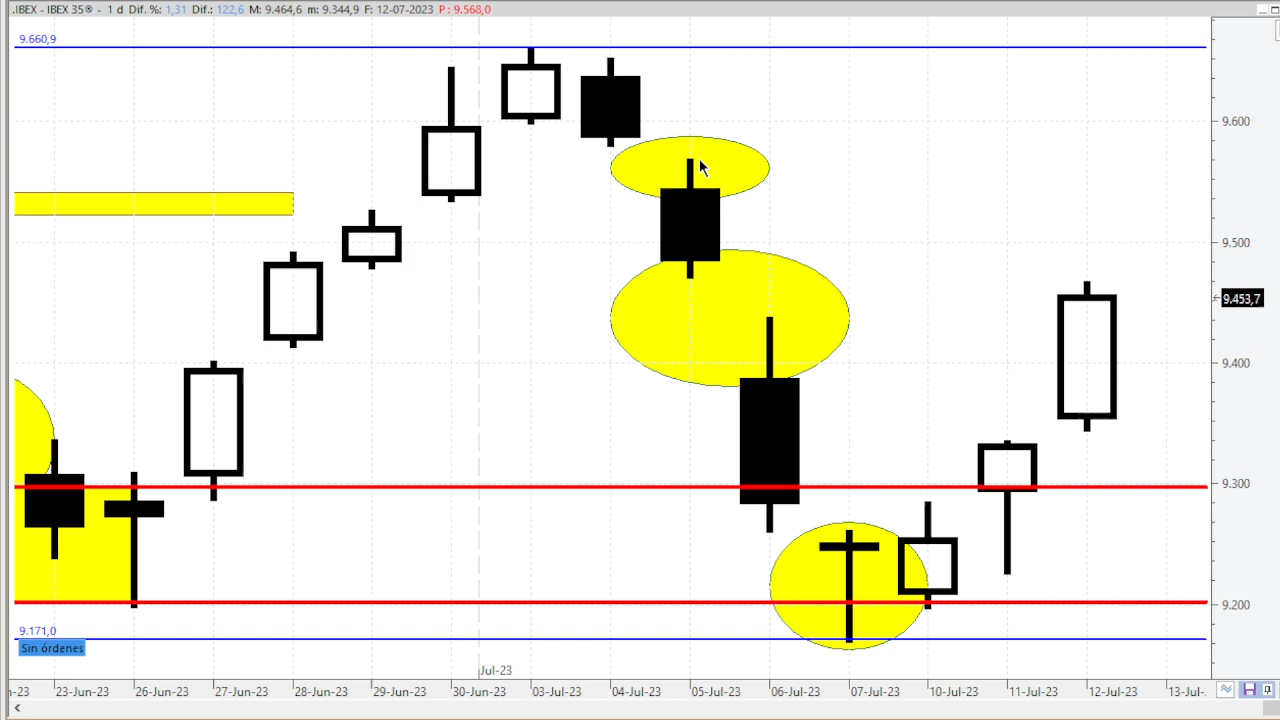 .IBEX - IBEX 35® - 1 d Dif. %: 1,31 Dif.: 122,6 M: 9.464,6 m: 9.344,9 F: 12-07-2023 P : 9.568,0
9.660,9
9.600
9.500
9.453,7
9.400
9.300
9.200
9.171,0
Sin órdenes
Jul-23
n-23 23-Jun-23 26-Jun-23 27-Jun-23 28-Jun-23 29-Jun-23 30-Jun-23 03-Jul-23 04-Jul-23 05-Jul-23 06-Jul-23 07-Jul-23 10-Jul-23 11-Jul-23 12-Jul-23 13-Jul-